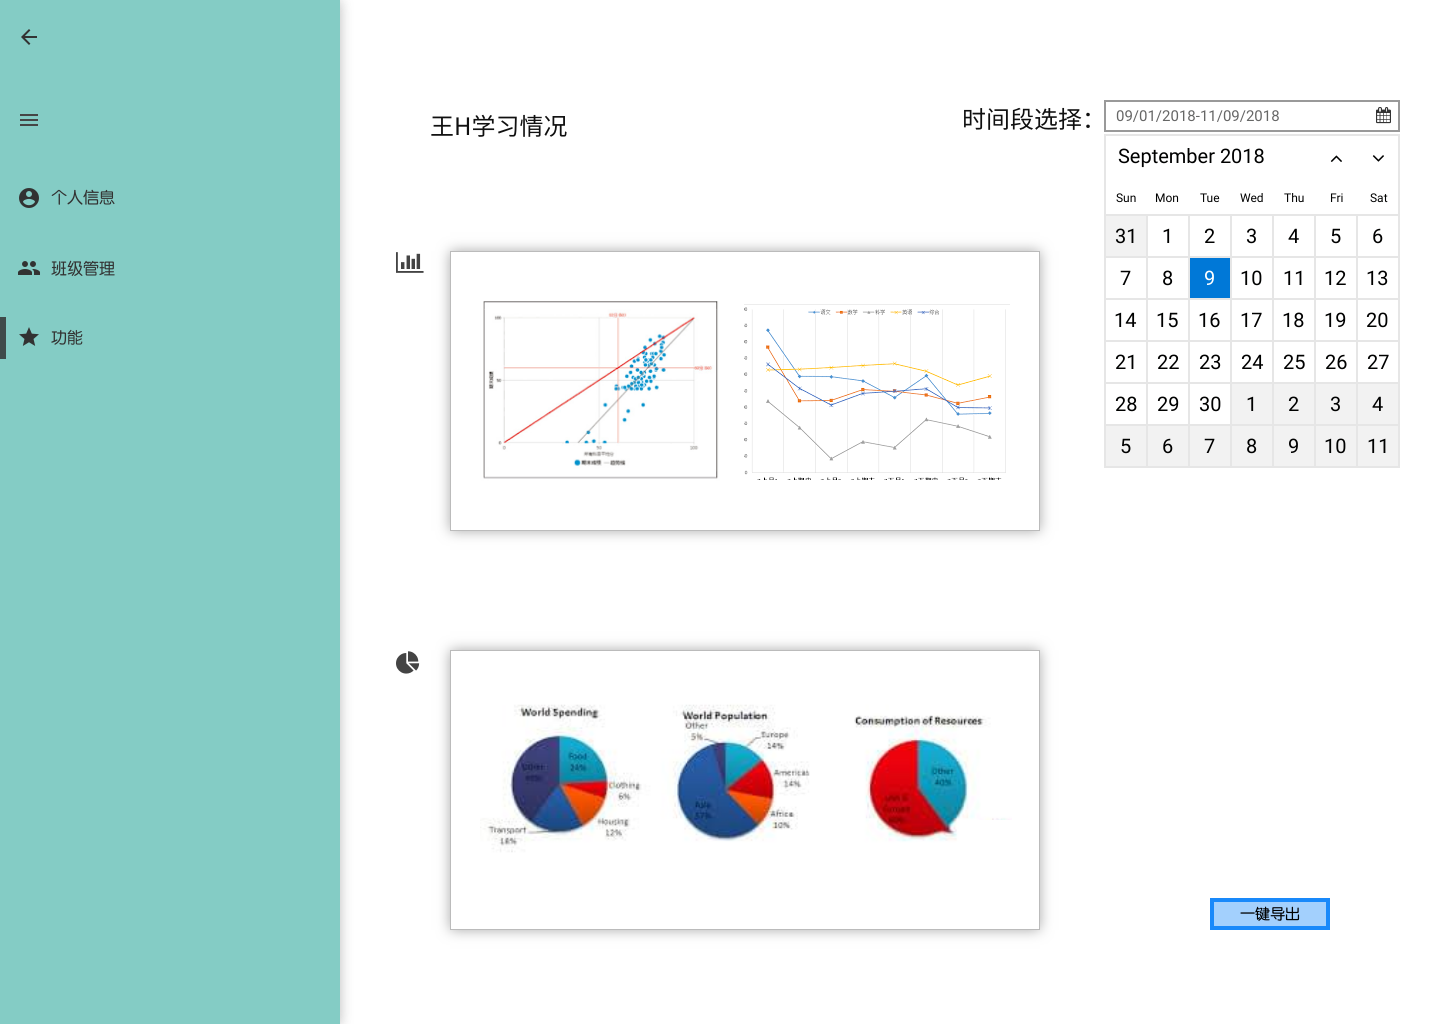 个人信息
班级管理
功能
王H学习情况
时间段选择：
09/01/2018-11/09/2018
September 2018
Sun Mon Tue Wed Thu Fri Sat
31 1 2 3 4 5 6
7 8 9 10 11 12 13
14 15 16 17 18 19 20
21 22 23 24 25 26 27
28 29 30 1 2 3 4
5 6 7 8 9 10 11
World Spending
Food
24%
Clothing
6%
Housing
12%
Transport
18%
Other
World Population
Other
5%
Europe
14%
Americas
14%
Africa
10%
Asia
57%
Consumption of Resources
Other
40%
一键导出